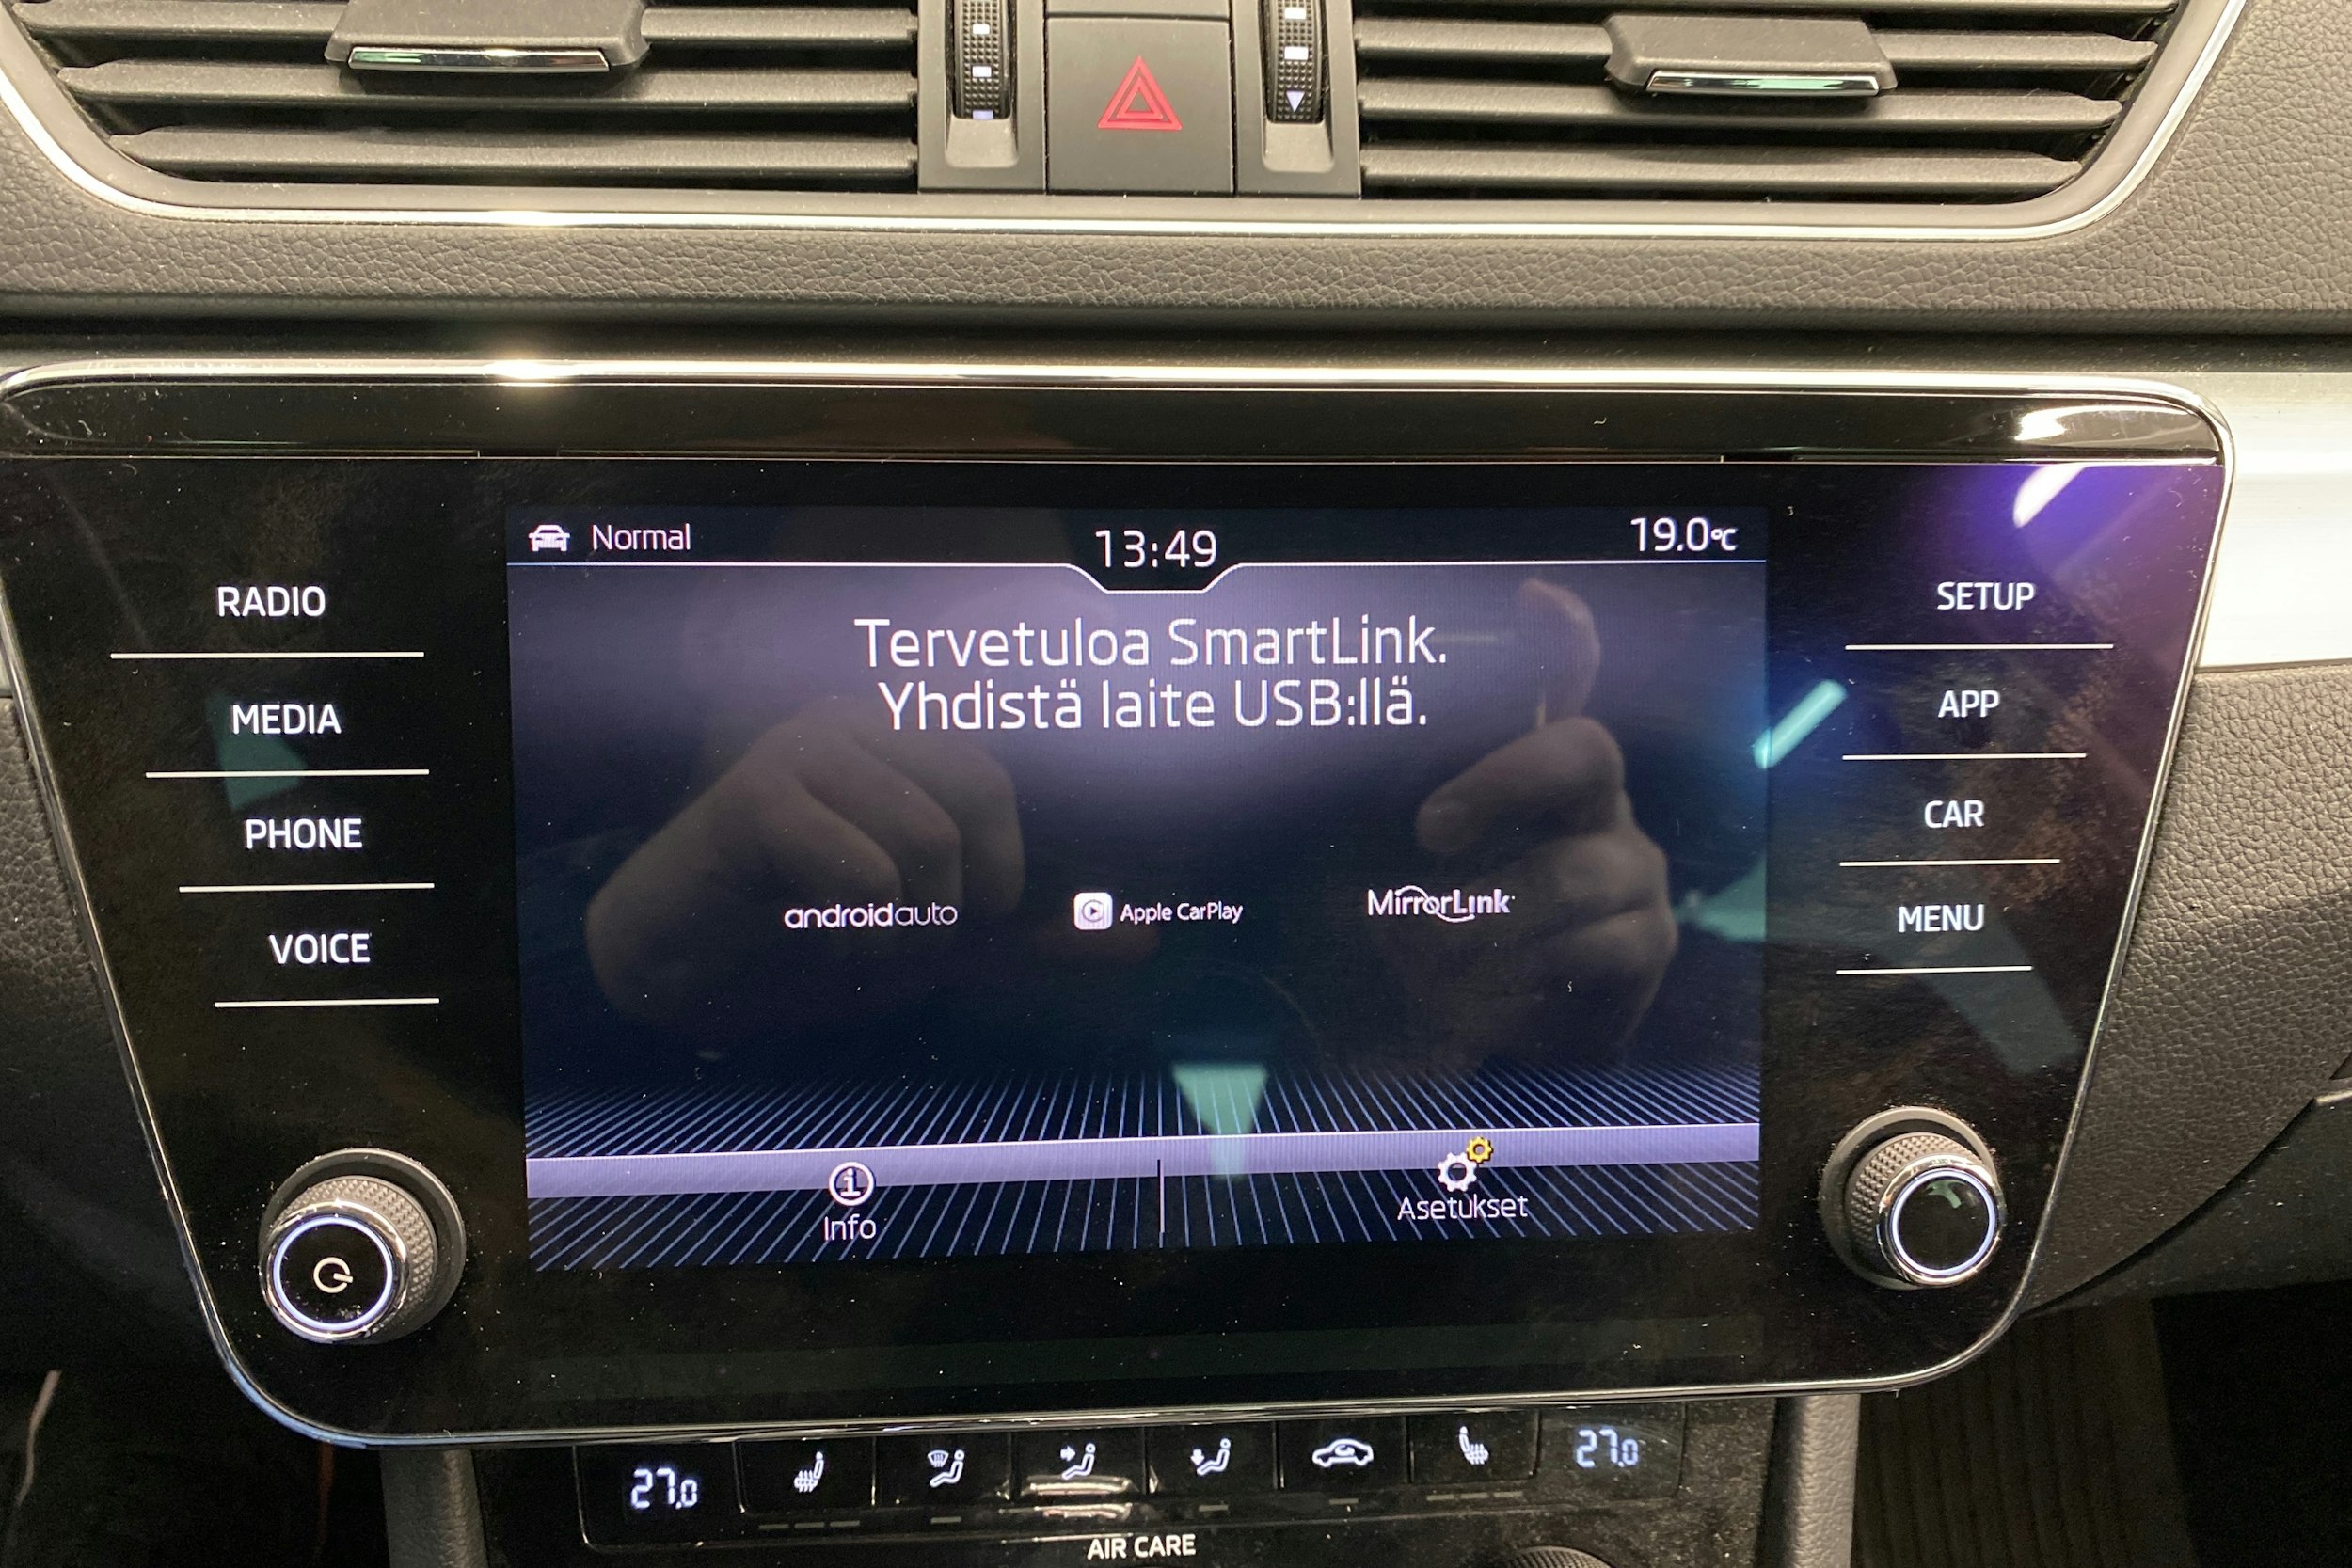 Normal
13:49
19.0°C
RADIO
MEDIA
PHONE
VOICE
Tervetuloa SmartLink.
Yhdistä laite USB:llä.
androidauto
Apple CarPlay
MirrorLink
Info
Asetukset
SETUP
APP
CAR
MENU
27.0
27.0
AIR CARE